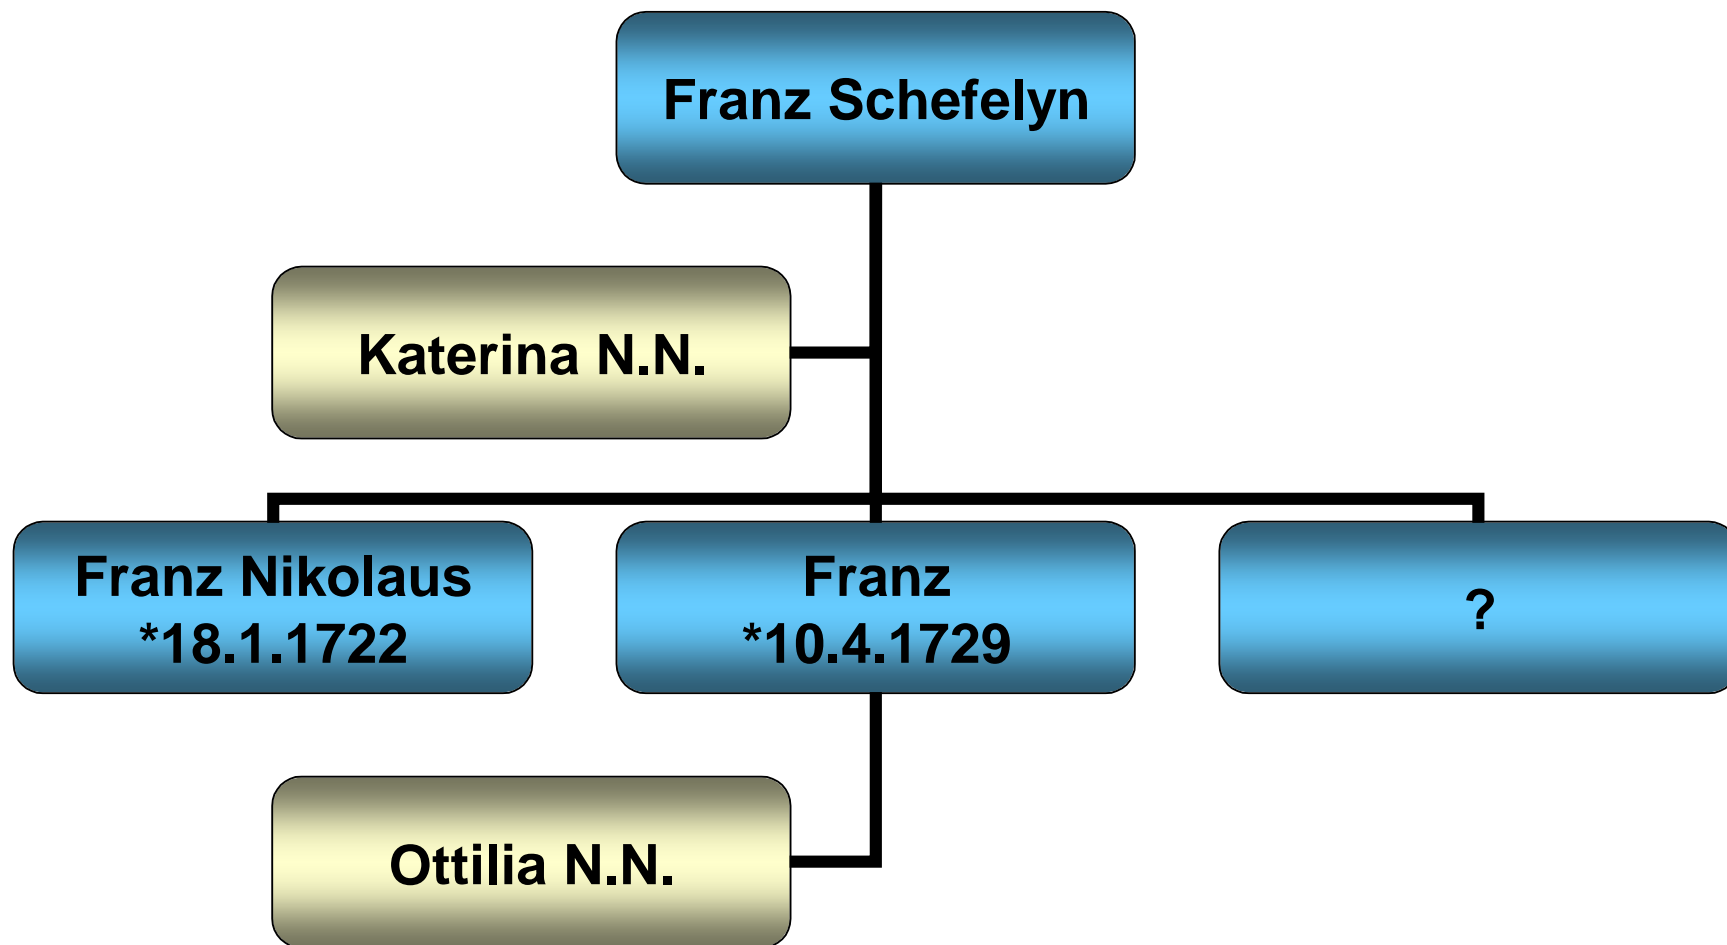 Franz Schefelyn
Katerina N.N.
Franz Nikolaus
*18.1.1722
Franz
*10.4.1729
?
Ottilia N.N.